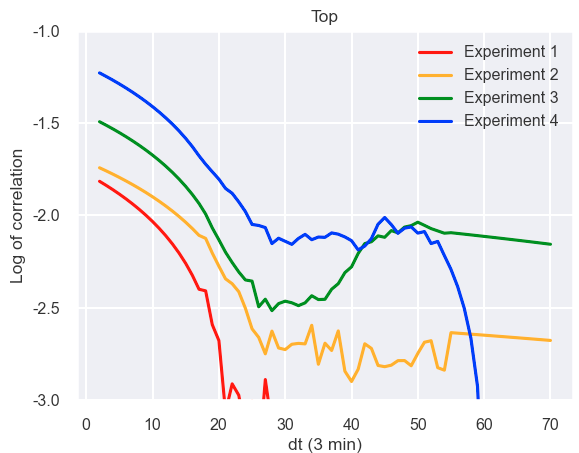 Top
Log of correlation
-1.0
-1.5
-2.0
-2.5
-3.0
Experiment 1
Experiment 2
Experiment 3
Experiment 4
0 10 20 30 40 50 60 70
dt (3 min)